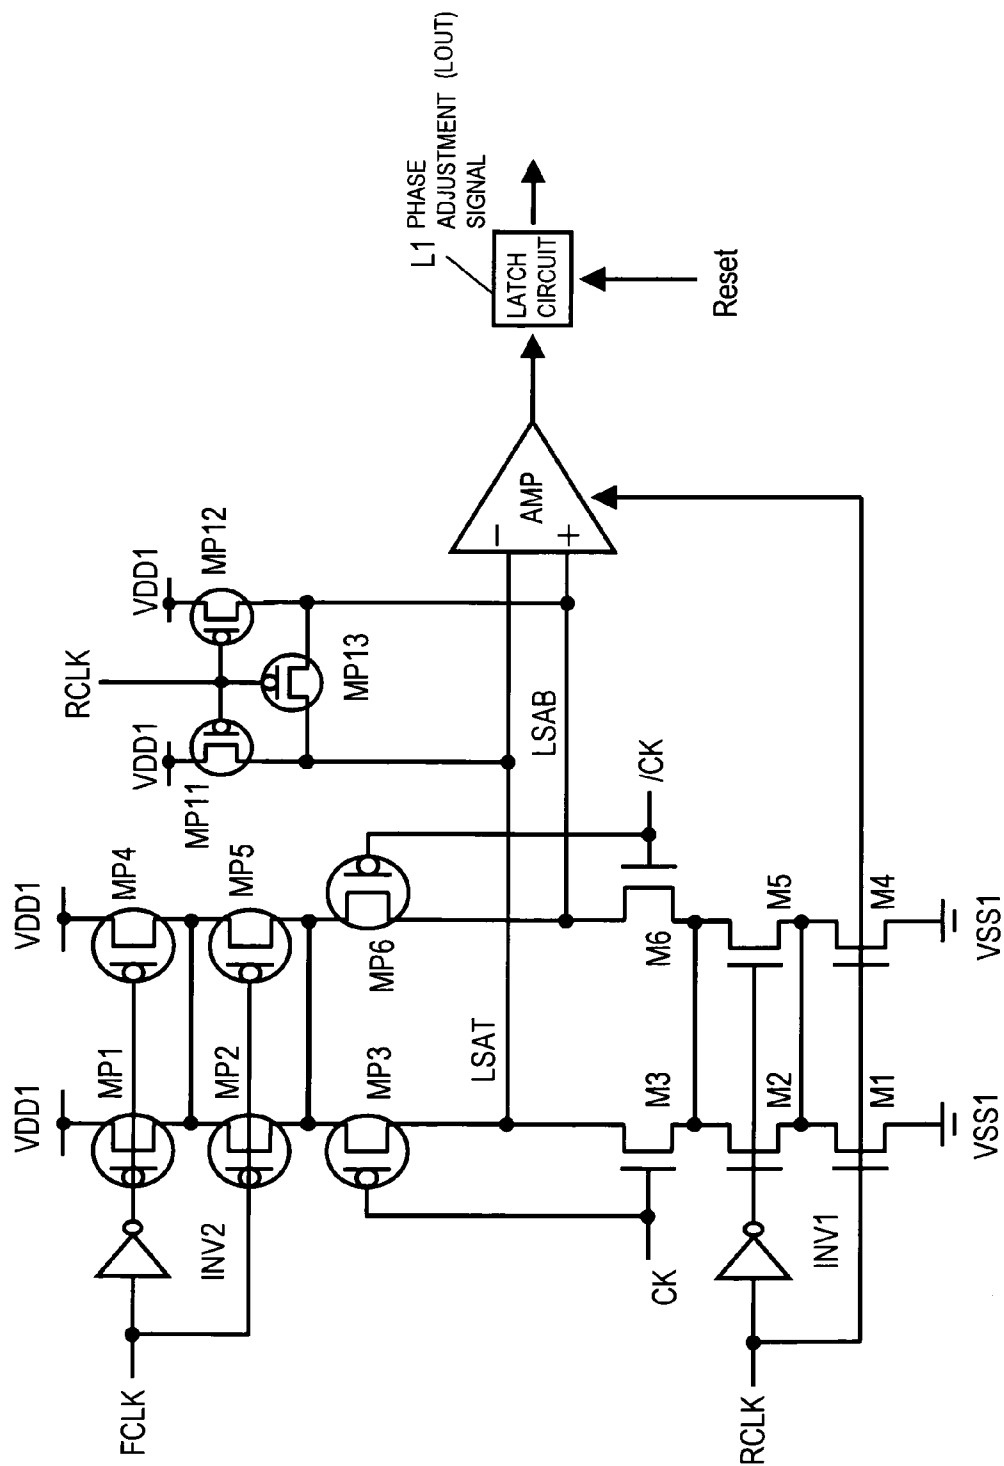 VDD1
VDD1
MP1
MP4
MP2
MP5
MP3
MP6
INV2
FCLK
VDD1
VDD1
RCLK
MP11
MP12
MP13
LSAT
LSAB
AMP
−
+
L1
PHASE
ADJUSTMENT (LOUT)
SIGNAL
LATCH
CIRCUIT
Reset
CK
/CK
M3
M6
M2
M5
M1
M4
INV1
RCLK
VSS1
VSS1